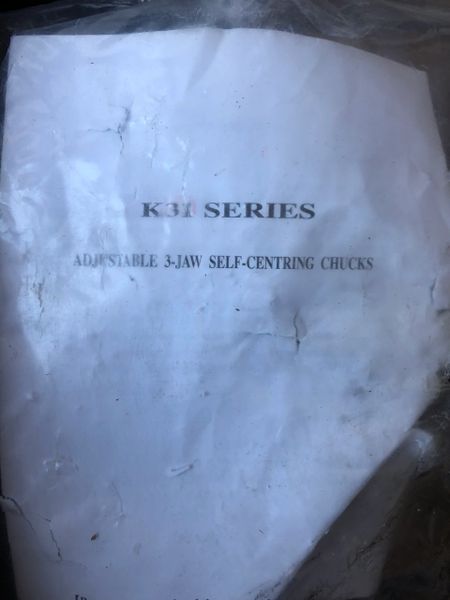 K31 SERIES
ADJUSTABLE 3-JAW SELF-CENTRING CHUCKS